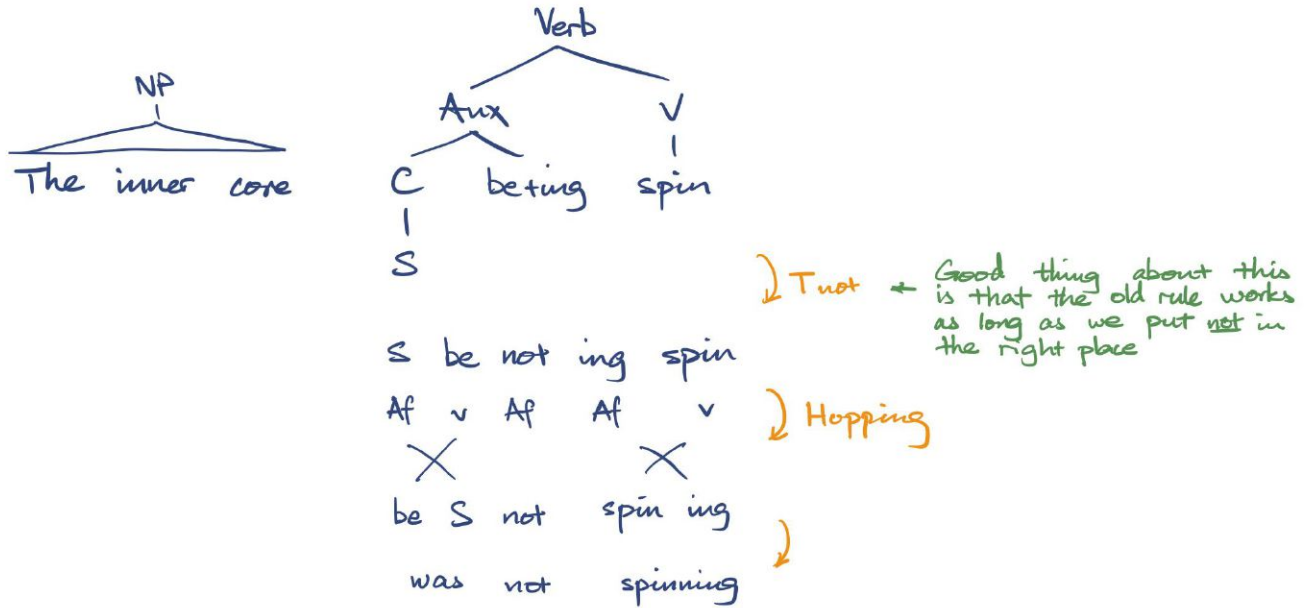 Verb
NP
Aux V
The inner core C be+ing spin
S
Tnot ← Good thing about this
is that the old rule works
as long as we put not in
the right place
S be not ing spin
Af v Af Af v
Hopping
be S not spin ing
was not spinning